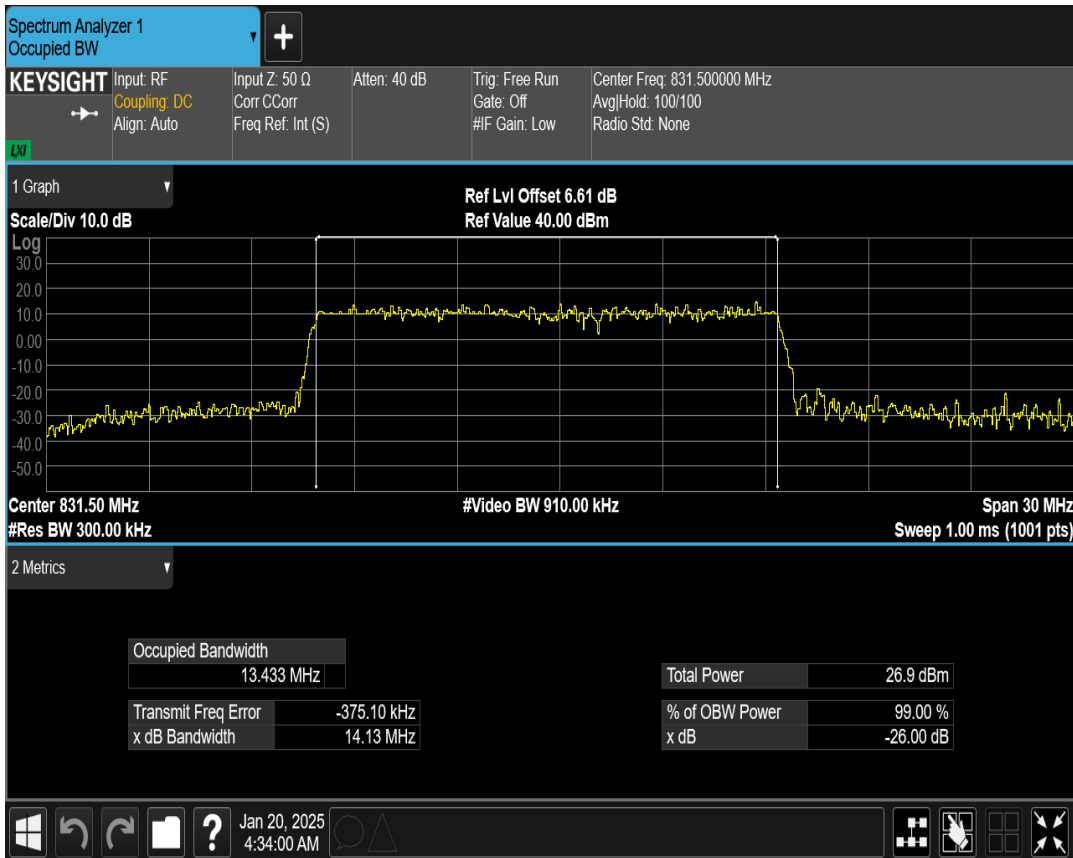 Spectrum Analyzer 1
Occupied BW
KEYSIGHT
LXI
Input: RF
Coupling: DC
Align: Auto
Input Z: 50 Ω
Corr CCorr
Freq Ref: Int (S)
Atten: 40 dB
Trig: Free Run
Gate: Off
#IF Gain: Low
Center Freq: 831.500000 MHz
Avg|Hold: 100/100
Radio Std: None
1 Graph
Scale/Div 10.0 dB
Ref Lvl Offset 6.61 dB
Ref Value 40.00 dBm
Log
30.0
20.0
10.0
0.00
-10.0
-20.0
-30.0
-40.0
-50.0
Center 831.50 MHz
#Video BW 910.00 kHz
Span 30 MHz
#Res BW 300.00 kHz
Sweep 1.00 ms (1001 pts)
2 Metrics
Occupied Bandwidth
13.433 MHz
Total Power 26.9 dBm
Transmit Freq Error -375.10 kHz
% of OBW Power 99.00 %
x dB Bandwidth 14.13 MHz
x dB -26.00 dB
Jan 20, 2025
4:34:00 AM